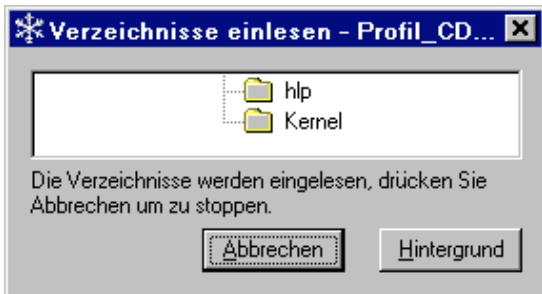 Verzeichnisse einlesen - Profil_CD...
hlp
Kernel
Die Verzeichnisse werden eingelesen, drücken Sie
Abbrechen um zu stoppen.
Abbrechen Hintergrund